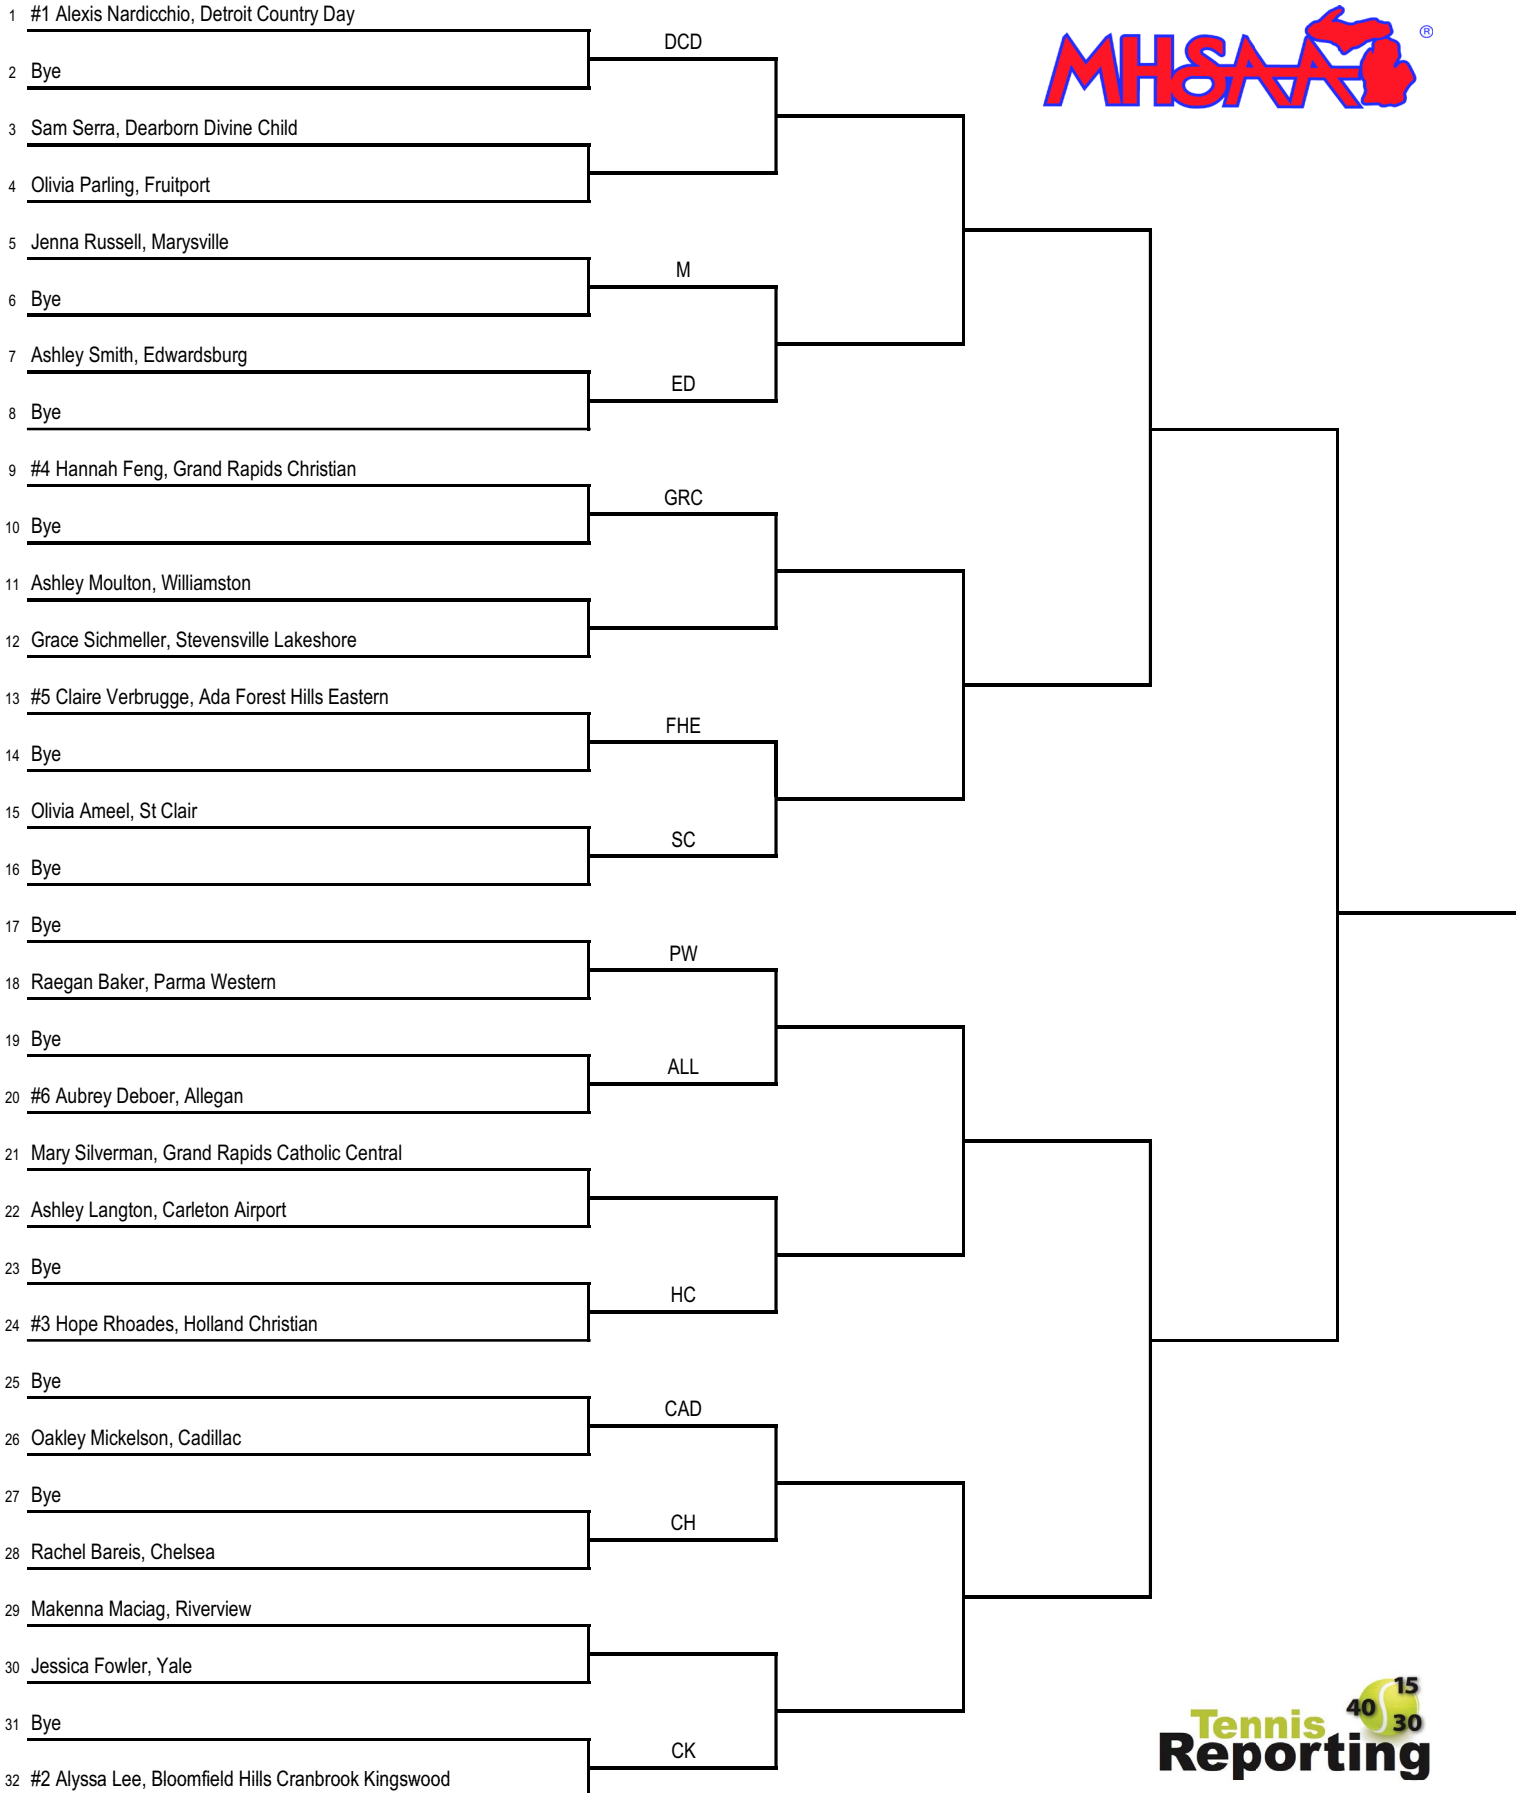 1 #1 Alexis Nardicchio, Detroit Country Day
DCD
MHSAA ®
2 Bye
3 Sam Serra, Dearborn Divine Child
4 Olivia Parling, Fruitport
5 Jenna Russell, Marysville
M
6 Bye
7 Ashley Smith, Edwardsburg
ED
8 Bye
9 #4 Hannah Feng, Grand Rapids Christian
GRC
10 Bye
11 Ashley Moulton, Williamston
12 Grace Sichmeller, Stevensville Lakeshore
13 #5 Claire Verbrugge, Ada Forest Hills Eastern
FHE
14 Bye
15 Olivia Ameel, St Clair
SC
16 Bye
17 Bye
PW
18 Raegan Baker, Parma Western
19 Bye
ALL
20 #6 Aubrey Deboer, Allegan
21 Mary Silverman, Grand Rapids Catholic Central
22 Ashley Langton, Carleton Airport
23 Bye
HC
24 #3 Hope Rhoades, Holland Christian
25 Bye
CAD
26 Oakley Mickelson, Cadillac
27 Bye
CH
28 Rachel Bareis, Chelsea
29 Makenna Maciag, Riverview
30 Jessica Fowler, Yale
31 Bye
CK
32 #2 Alyssa Lee, Bloomfield Hills Cranbrook Kingswood
15
40
30
Tennis
Reporting